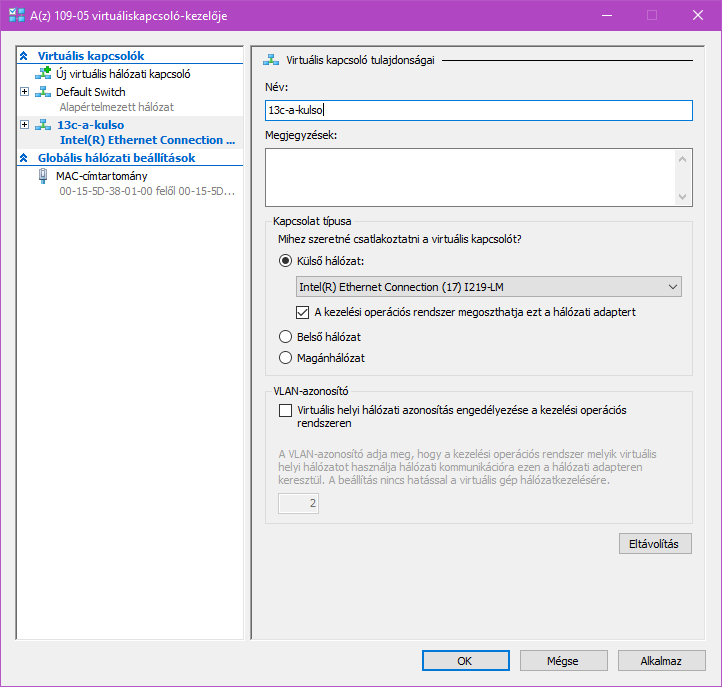 A(z) 109-05 virtuáliskapcsoló-kezelője
Virtuális kapcsolók
Új virtuális hálózati kapcsoló
Default Switch
Alapértelmezett hálózat
13c-a-kulso
Intel(R) Ethernet Connection ...
Globális hálózati beállítások
MAC-címtartomány
00-15-5D-38-01-00 felől 00-15-5D...
Virtuális kapcsoló tulajdonságai
Név:
13c-a-kulso
Megjegyzések:
Kapcsolat típusa
Mihez szeretné csatlakoztatni a virtuális kapcsolót?
Külső hálózat:
Intel(R) Ethernet Connection (17) I219-LM
A kezelési operációs rendszer megoszthatja ezt a hálózati adaptert
Belső hálózat
Magánhálózat
VLAN-azonosító
Virtuális helyi hálózati azonosítás engedélyezése a kezelési operációs
rendszeren
A VLAN-azonosító adja meg, hogy a kezelési operációs rendszer melyik virtuális
helyi hálózatot használja hálózati kommunikációra ezen a hálózati adapteren
keresztül. A beállítás nincs hatással a virtuális gép hálózatkezelésére.
2
Eltávolítás
OK
Mégse
Alkalmaz